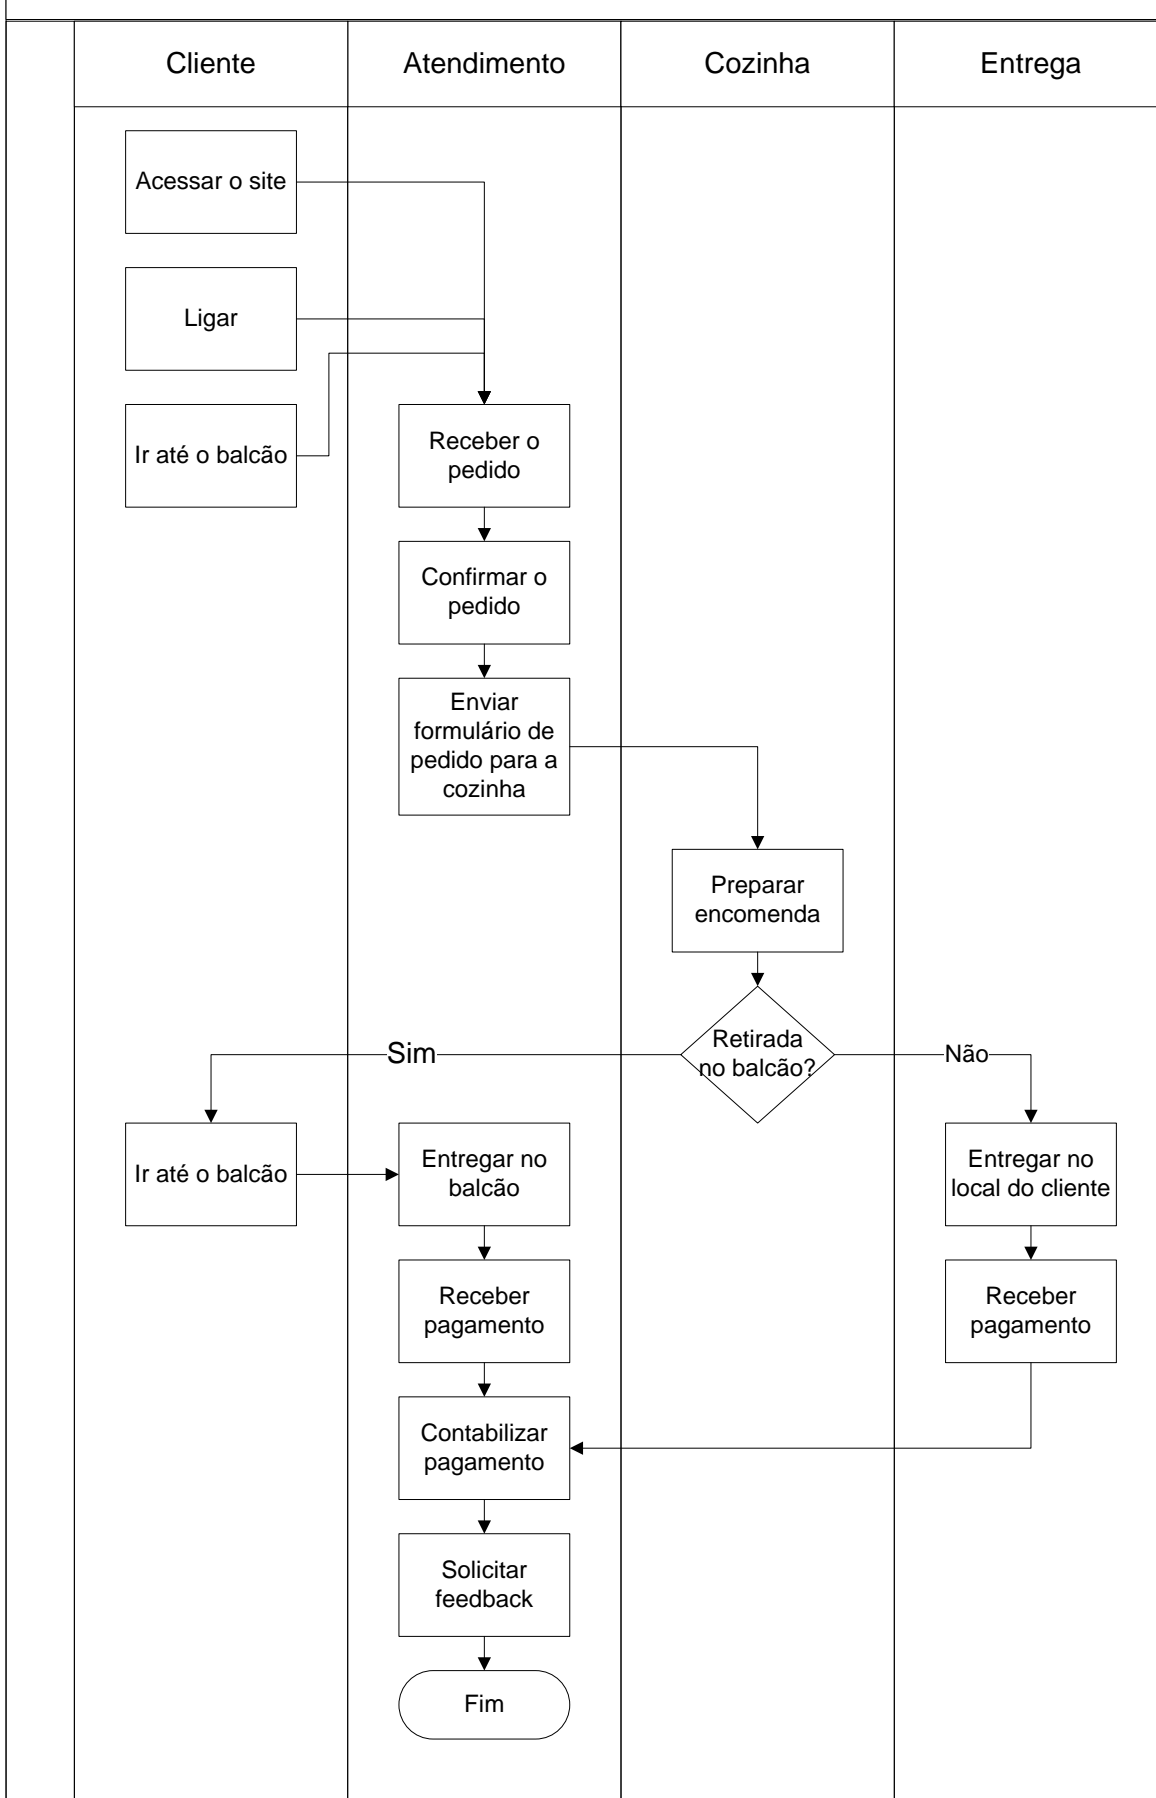 Cliente
Atendimento
Cozinha
Entrega
Acessar o site
Ligar
Ir até o balcão
Receber o
pedido
Confirmar o
pedido
Enviar
formulário de
pedido para a
cozinha
Preparar
encomenda
Retirada
no balcão?
Sim
Não
Ir até o balcão
Entregar no
balcão
Entregar no
local do cliente
Receber
pagamento
Receber
pagamento
Contabilizar
pagamento
Solicitar
feedback
Fim